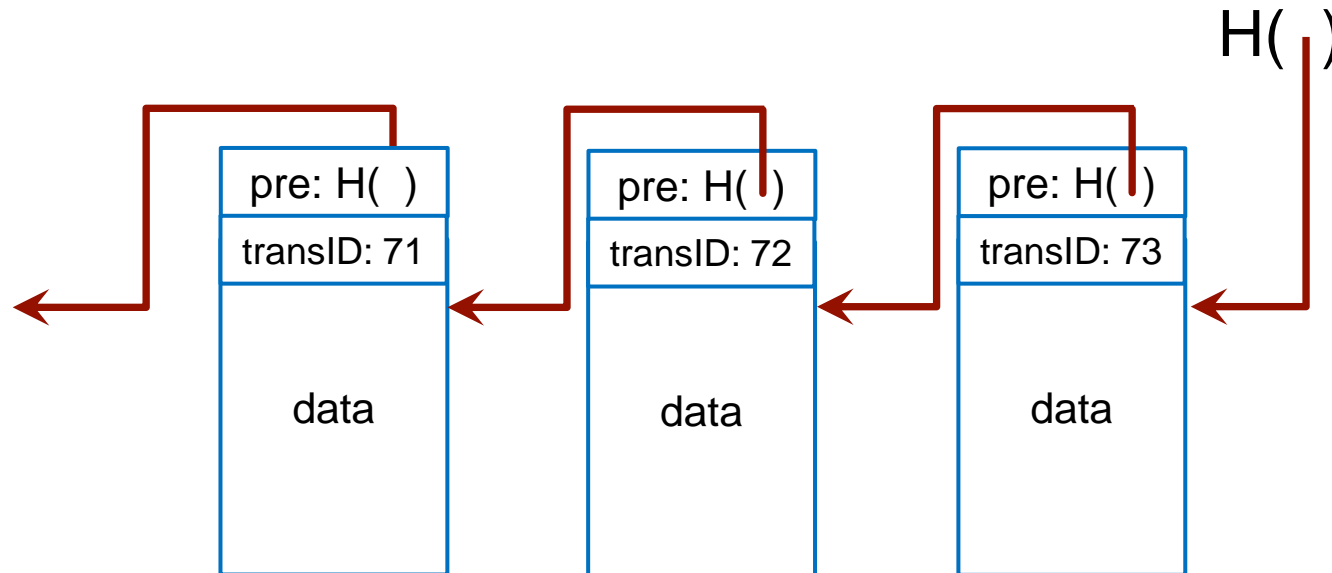 H( )
pre: H( )
transID: 71
data
pre: H( )
transID: 72
data
pre: H( )
transID: 73
data